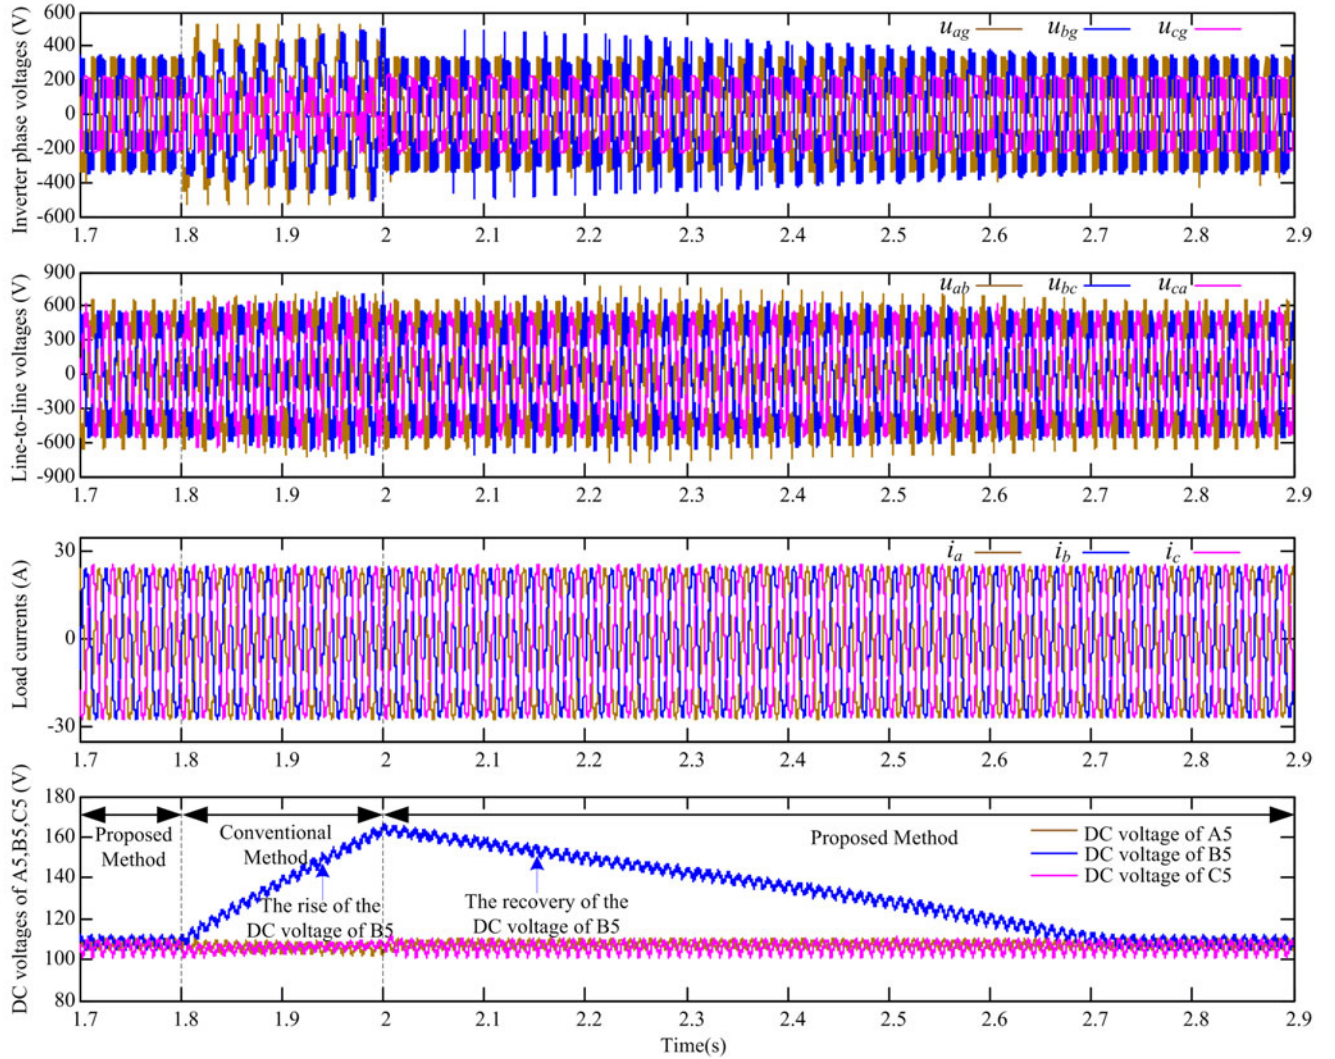 Inverter phase voltages (V)
600
400
200
0
-200
-400
-600
u_ag u_bg u_cg
1.7 1.8 1.9 2 2.1 2.2 2.3 2.4 2.5 2.6 2.7 2.8 2.9
Line-to-line voltages (V)
900
600
300
0
-300
-600
-900
u_ab u_bc u_ca
1.7 1.8 1.9 2 2.1 2.2 2.3 2.4 2.5 2.6 2.7 2.8 2.9
Load currents (A)
30
0
-30
i_a i_b i_c
1.7 1.8 1.9 2 2.1 2.2 2.3 2.4 2.5 2.6 2.7 2.8 2.9
DC voltages of A5,B5,C5 (V)
180
160
140
120
100
80
Proposed
Method
Conventional
Method
Proposed Method
The rise of the
DC voltage of B5
The recovery of the
DC voltage of B5
DC voltage of A5
DC voltage of B5
DC voltage of C5
1.7 1.8 1.9 2 2.1 2.2 2.3 2.4 2.5 2.6 2.7 2.8 2.9
Time(s)